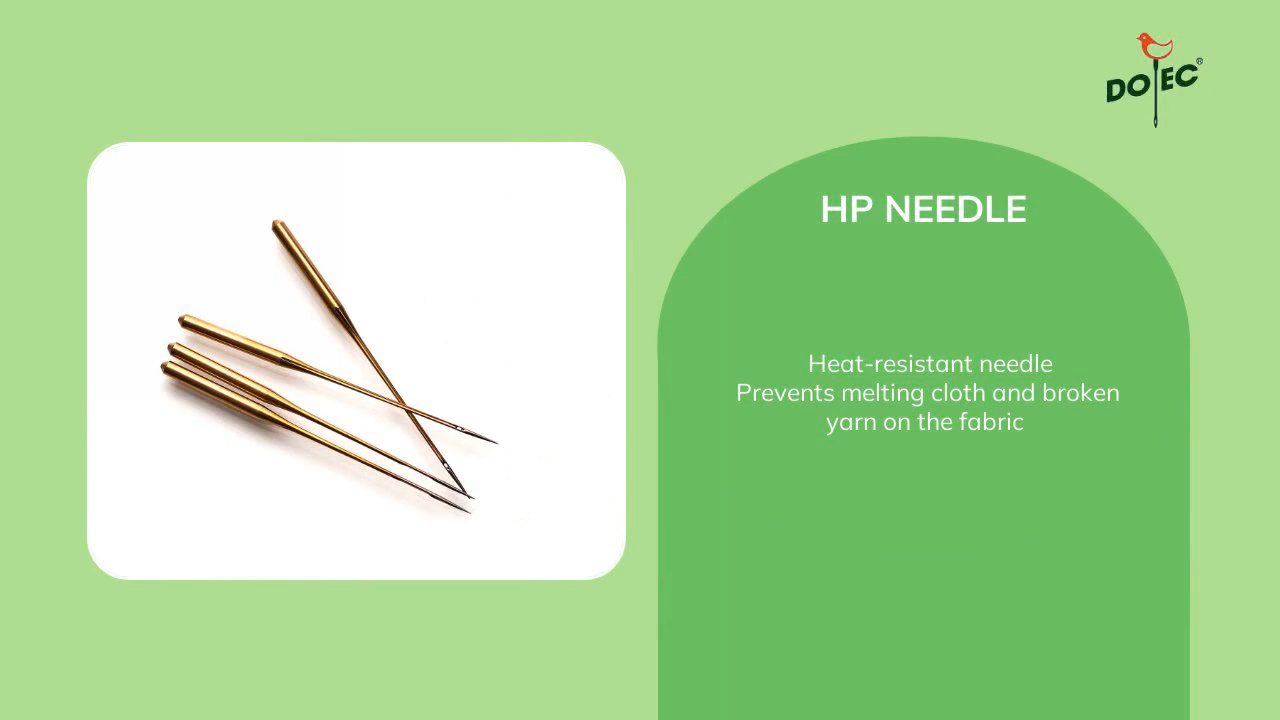 DOTEC®
HP NEEDLE
Heat-resistant needle
Prevents melting cloth and broken
yarn on the fabric